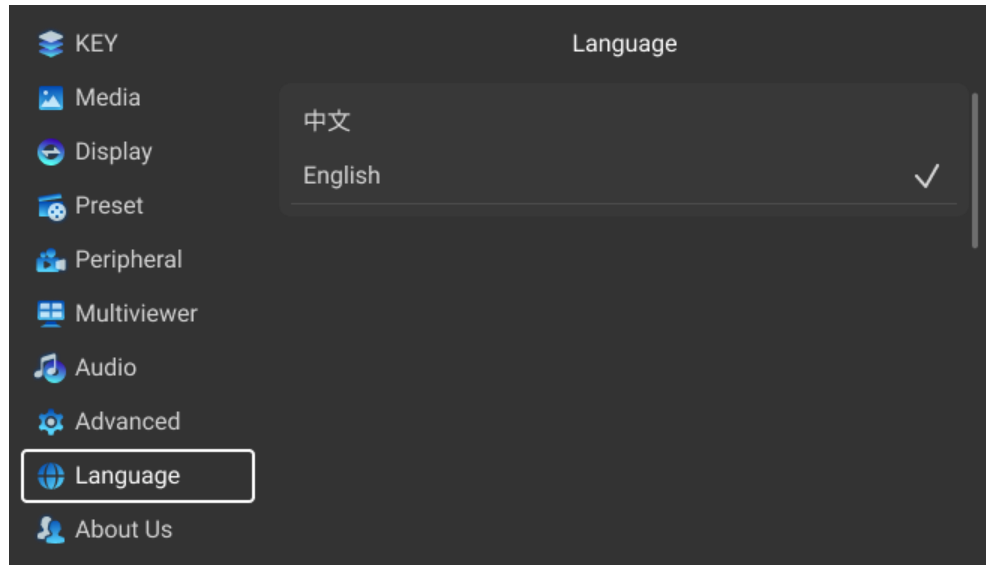 KEY
Media
Display
Preset
Peripheral
Multiviewer
Audio
Advanced
Language
About Us
Language
中文
English